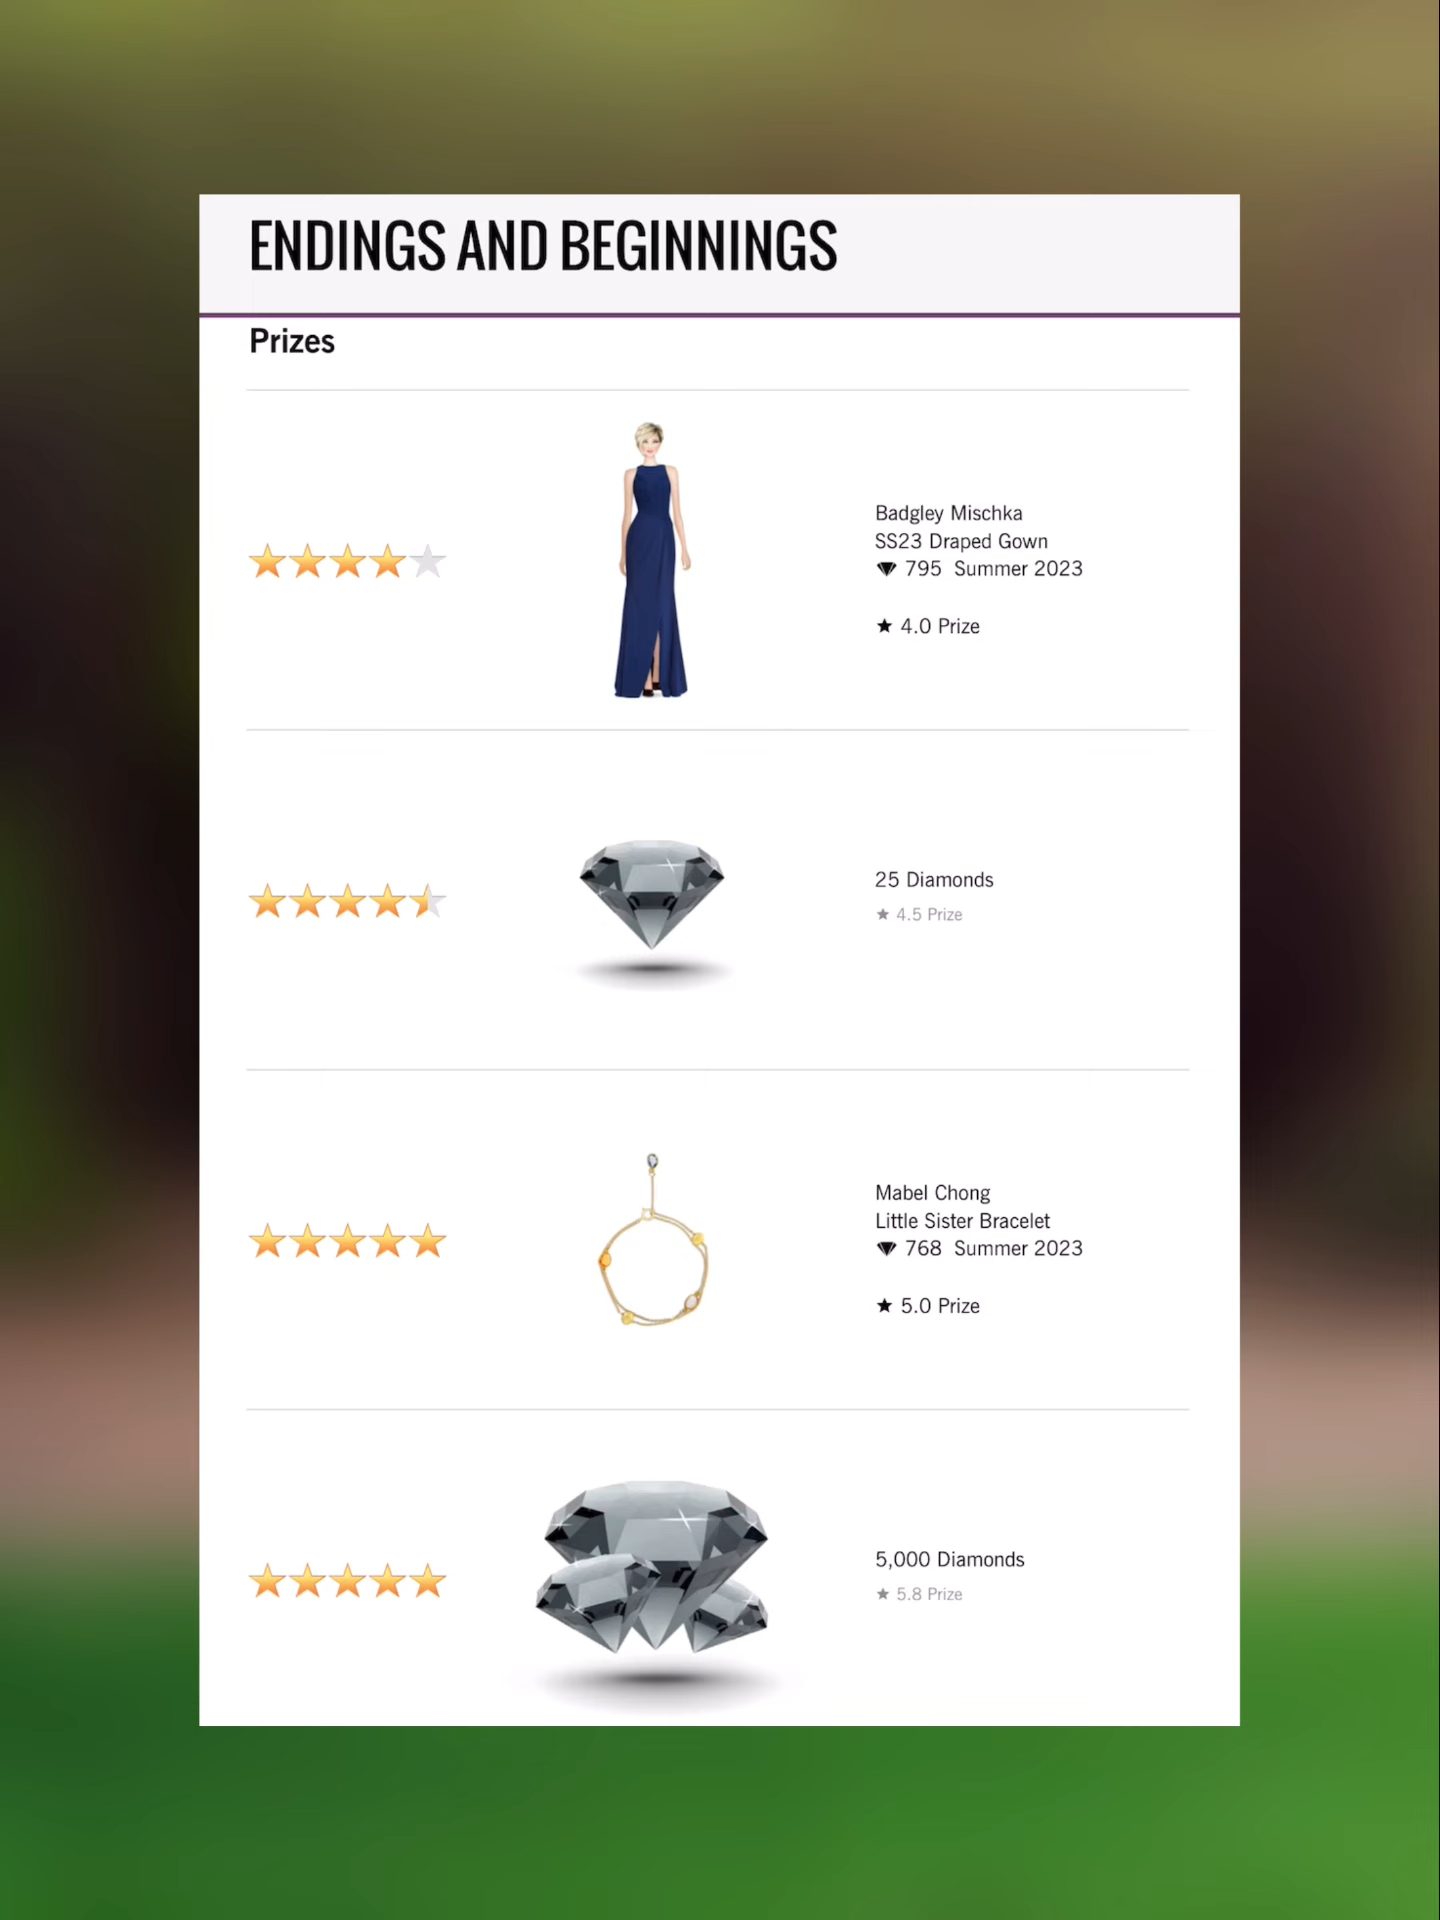 ENDINGS AND BEGINNINGS
Prizes
Badgley Mischka
SS23 Draped Gown
795 Summer 2023
★ 4.0 Prize
25 Diamonds
★ 4.5 Prize
Mabel Chong
Little Sister Bracelet
768 Summer 2023
★ 5.0 Prize
5,000 Diamonds
★ 5.8 Prize